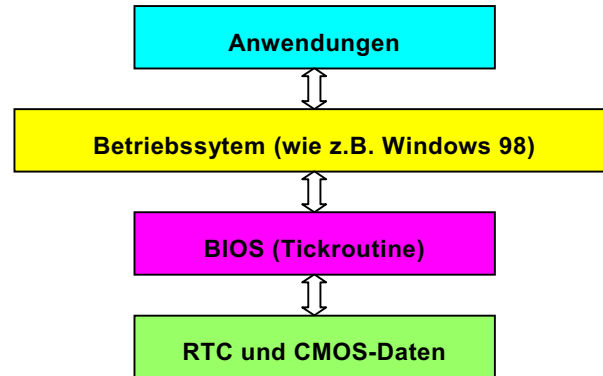 Anwendungen
Betriebssytem (wie z.B. Windows 98)
BIOS (Tickroutine)
RTC und CMOS-Daten